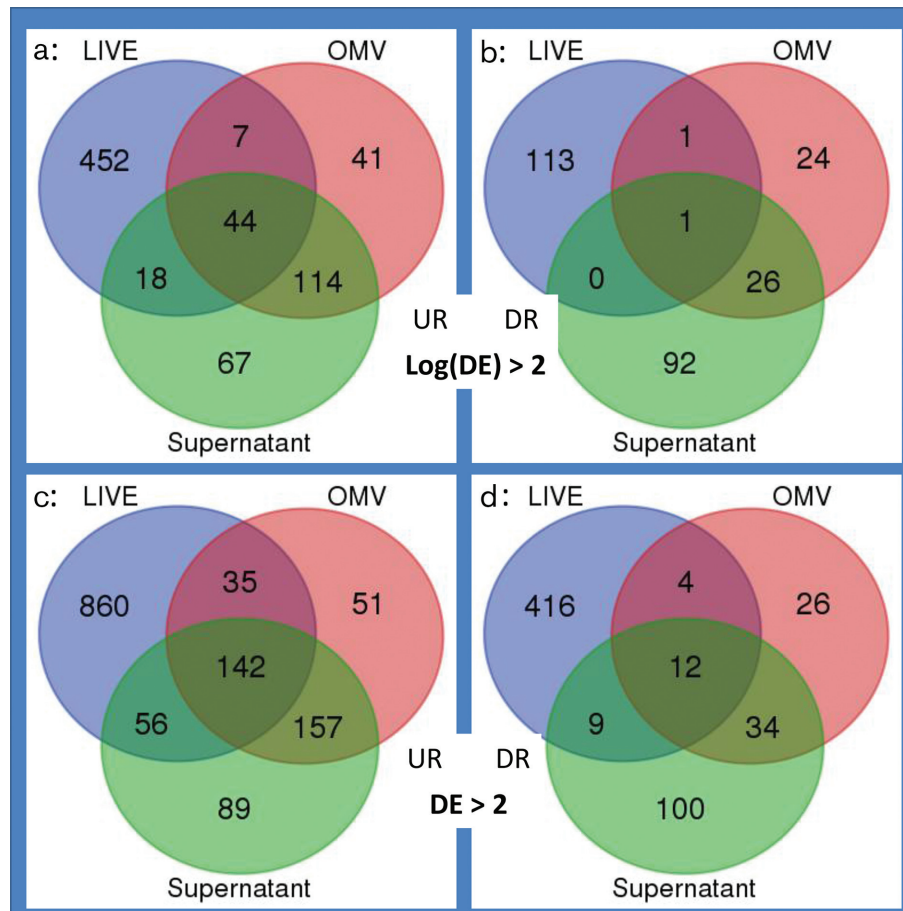 a: LIVE OMV
452 7 41
44
18 114
67
Supernatant
b: LIVE OMV
113 1 24
1
0 26
92
Supernatant
UR DR
Log(DE) > 2
c: LIVE OMV
860 35 51
142
56 157
89
Supernatant
d: LIVE OMV
416 4 26
12
9 34
100
Supernatant
UR DR
DE > 2